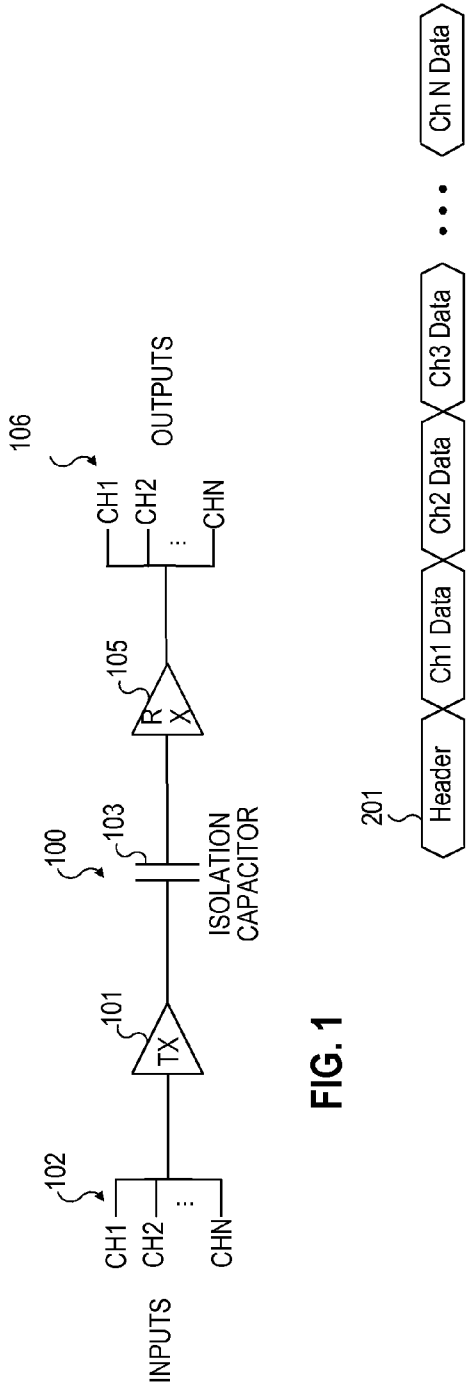 102
101
100
103
105
106
INPUTS
CH1
CH2
...
CHN
TX
ISOLATION
CAPACITOR
R
X
CH1
CH2
...
CHN
OUTPUTS
FIG. 1
201
Header
Ch1 Data
Ch2 Data
Ch3 Data
• • •
Ch N Data